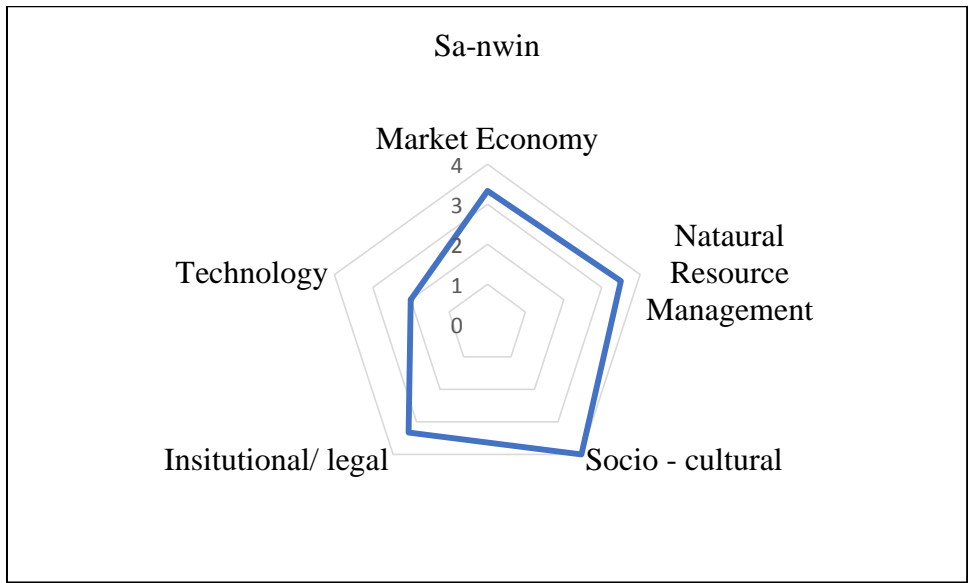 Sa-nwin
Market Economy
4
3
2
1
0
Nataural
Resource
Management
Technology
Insitutional/ legal
Socio - cultural